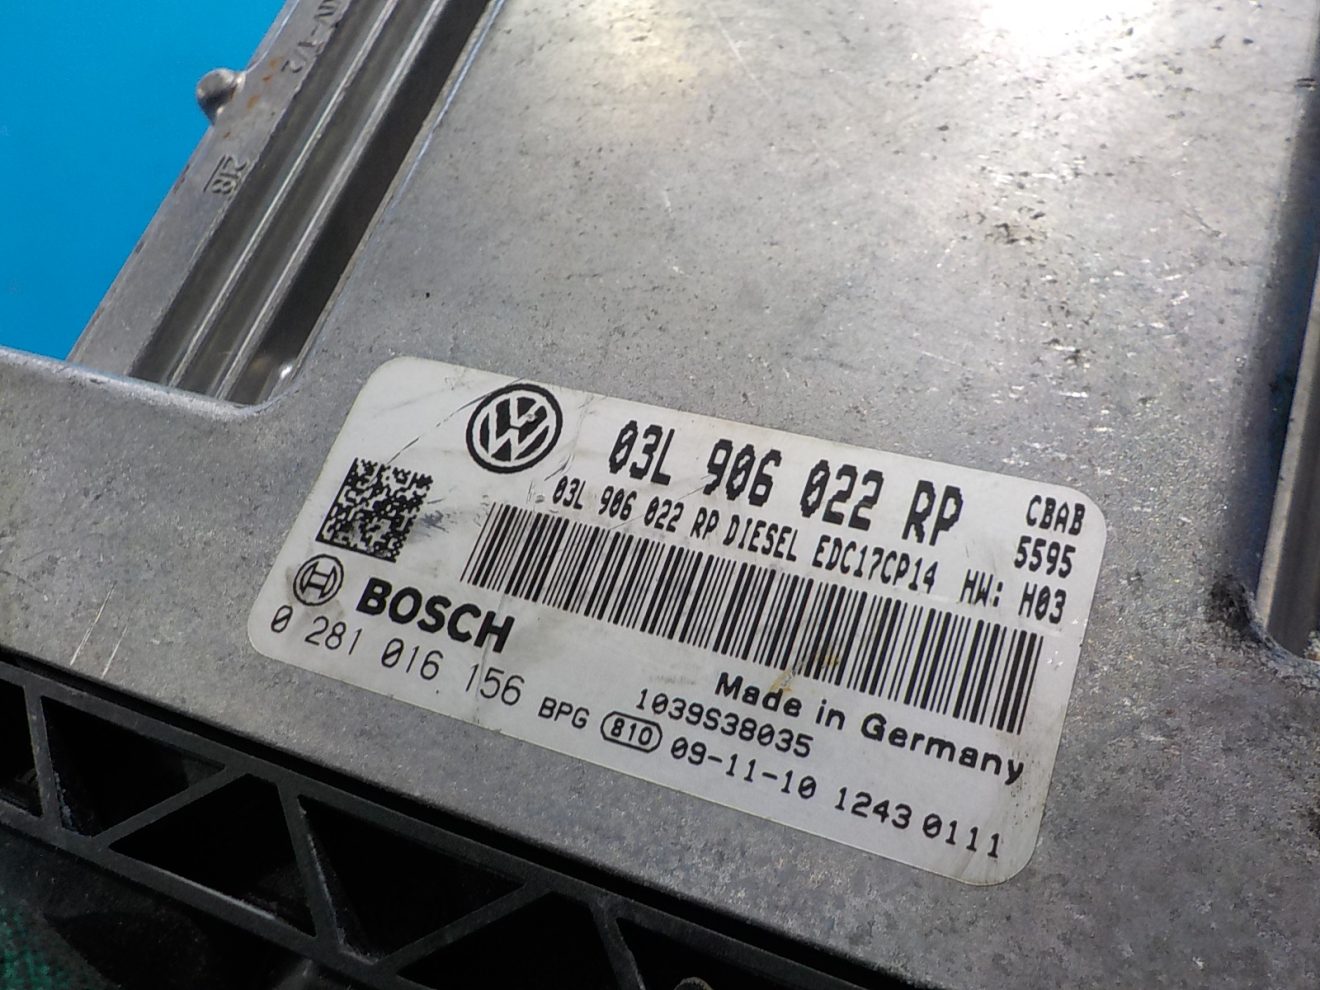 218
03L 906 022 RP
CBAB
03L 906 022 RP DIESEL EDC17CP14
5595
HW: H03
BOSCH
0 281 016 156
Made in Germany
1039S38035
BPG 810 09-11-10 1243 0111